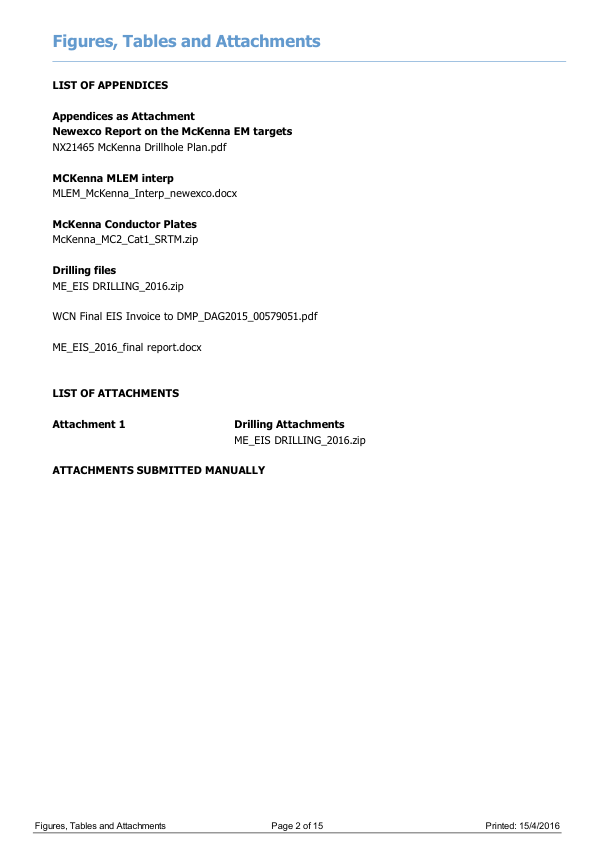 Figures, Tables and Attachments
LIST OF APPENDICES
Appendices as Attachment
Newexco Report on the McKenna EM targets
NX21465 McKenna Drillhole Plan.pdf
MCKenna MLEM interp
MLEM_McKenna_Interp_newexco.docx
McKenna Conductor Plates
McKenna_MC2_Cat1_SRTM.zip
Drilling files
ME_EIS DRILLING_2016.zip
WCN Final EIS Invoice to DMP_DAG2015_00579051.pdf
ME_EIS_2016_final report.docx
LIST OF ATTACHMENTS
Attachment 1 Drilling Attachments
ME_EIS DRILLING_2016.zip
ATTACHMENTS SUBMITTED MANUALLY
Figures, Tables and Attachments Page 2 of 15 Printed: 15/4/2016